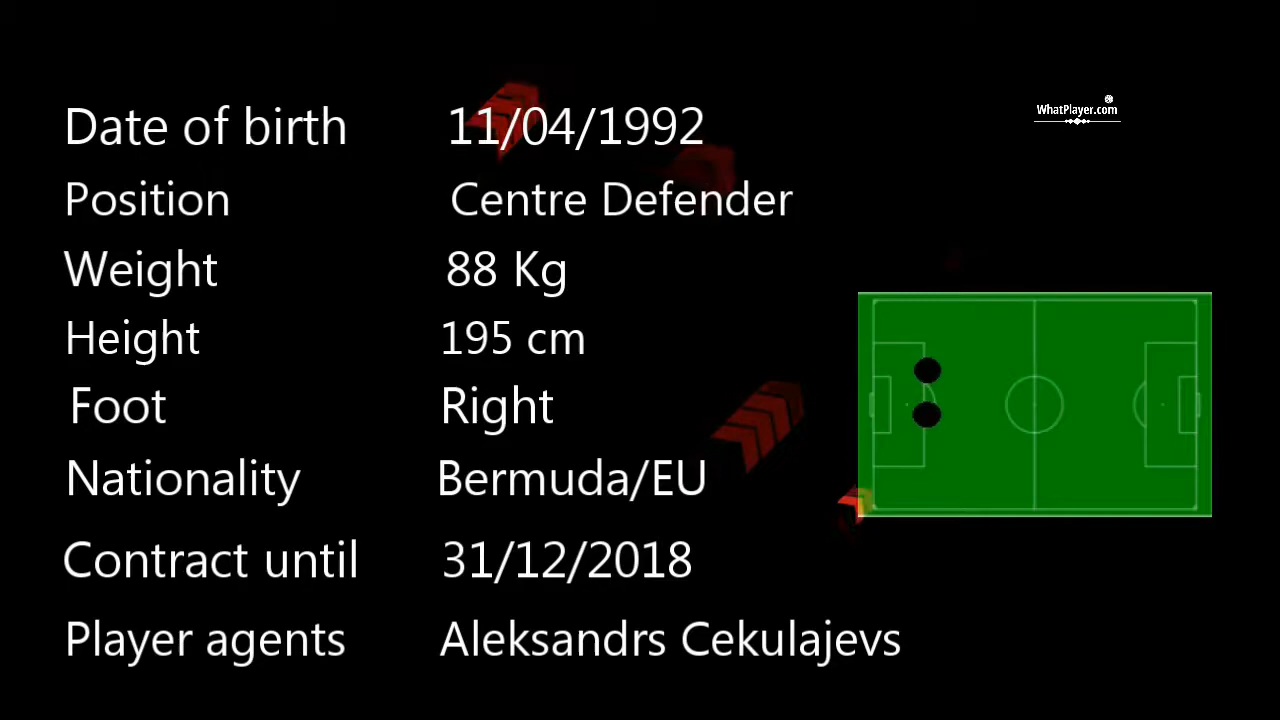 Date of birth 11/04/1992
WhatPlayer.com
Position Centre Defender
Weight 88 Kg
Height 195 cm
Foot Right
Nationality Bermuda/EU
Contract until 31/12/2018
Player agents Aleksandrs Cekulajevs